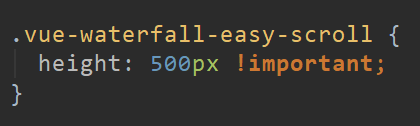 .vue-waterfall-easy-scroll {
  height: 500px !important;
}